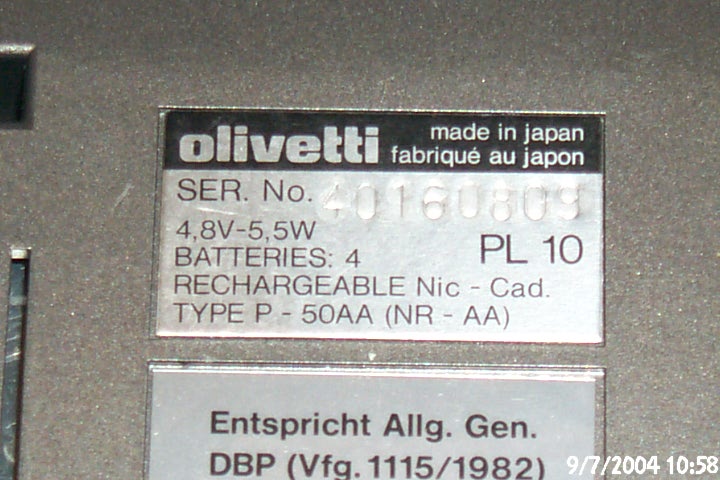 olivetti
made in japan
fabriqué au japon
SER. No. 40160809
4,8V-5,5W
BATTERIES: 4
PL 10
RECHARGEABLE Nic - Cad.
TYPE P - 50AA (NR - AA)
Entspricht Allg. Gen.
DBP (Vfg. 1115/1982)
9/7/2004 10:58